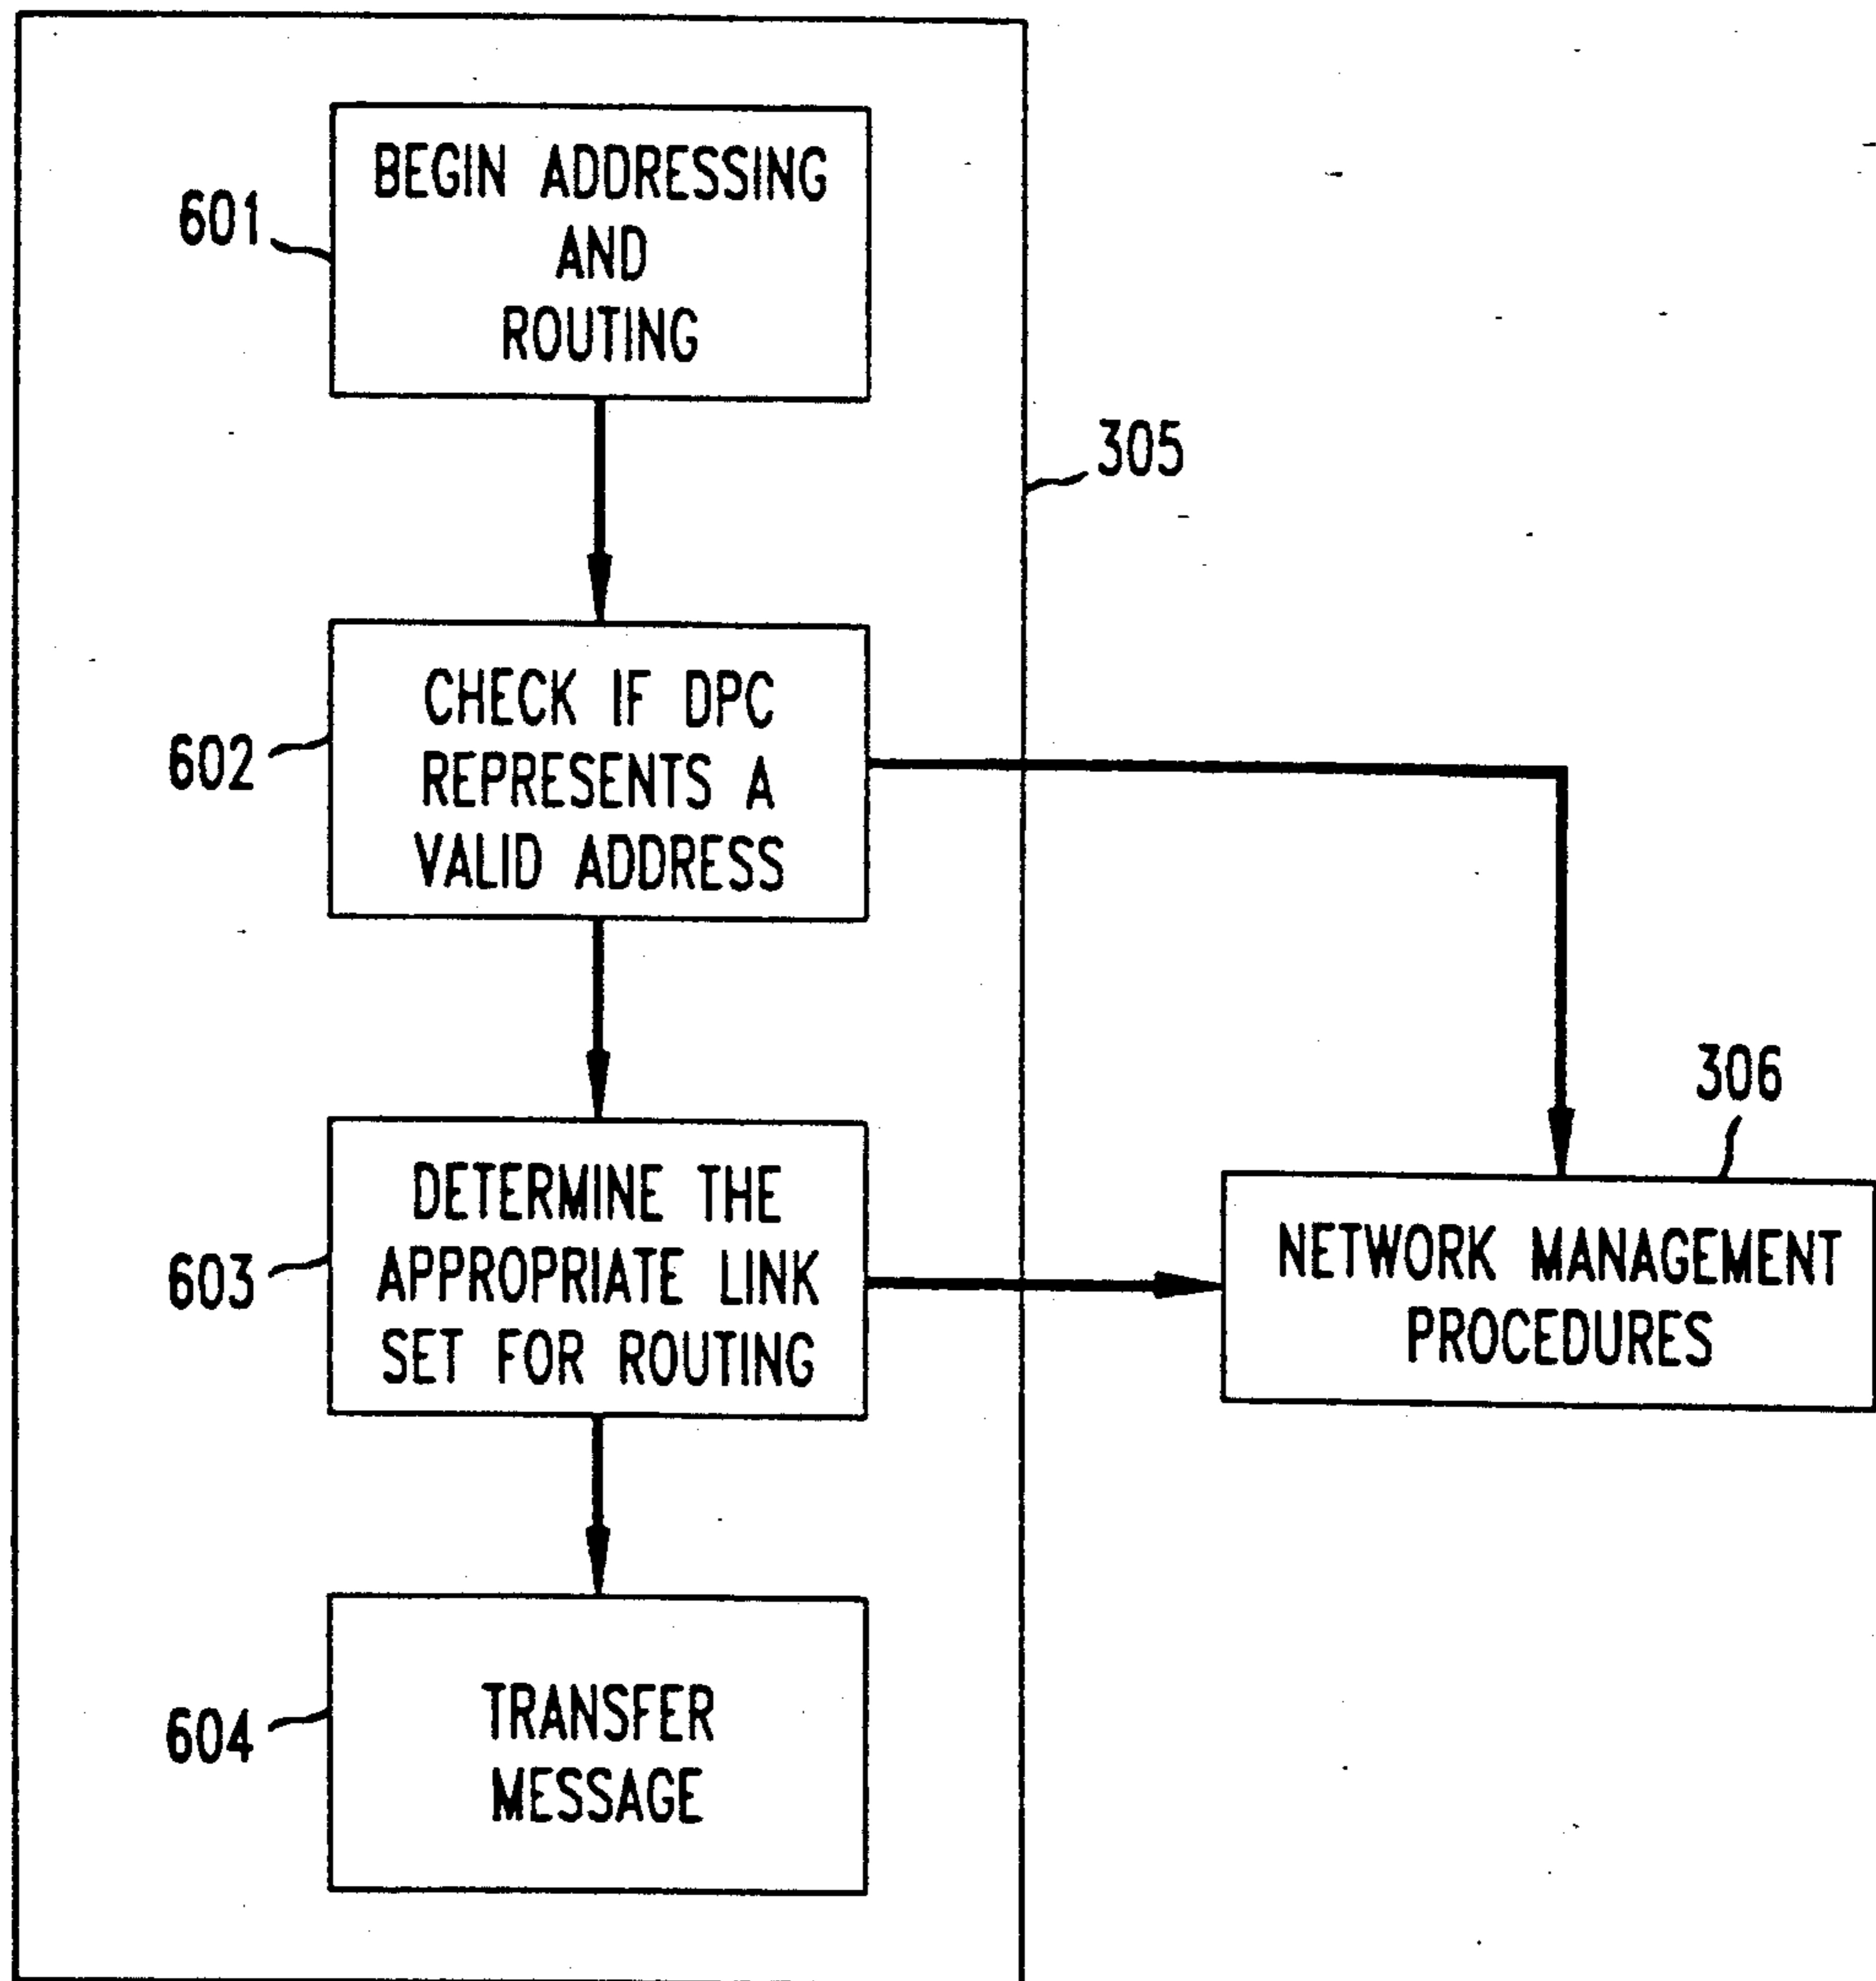 601
BEGIN ADDRESSING
AND
ROUTING
305
602
CHECK IF DPC
REPRESENTS A
VALID ADDRESS
306
603
DETERMINE THE
APPROPRIATE LINK
SET FOR ROUTING
NETWORK MANAGEMENT
PROCEDURES
604
TRANSFER
MESSAGE